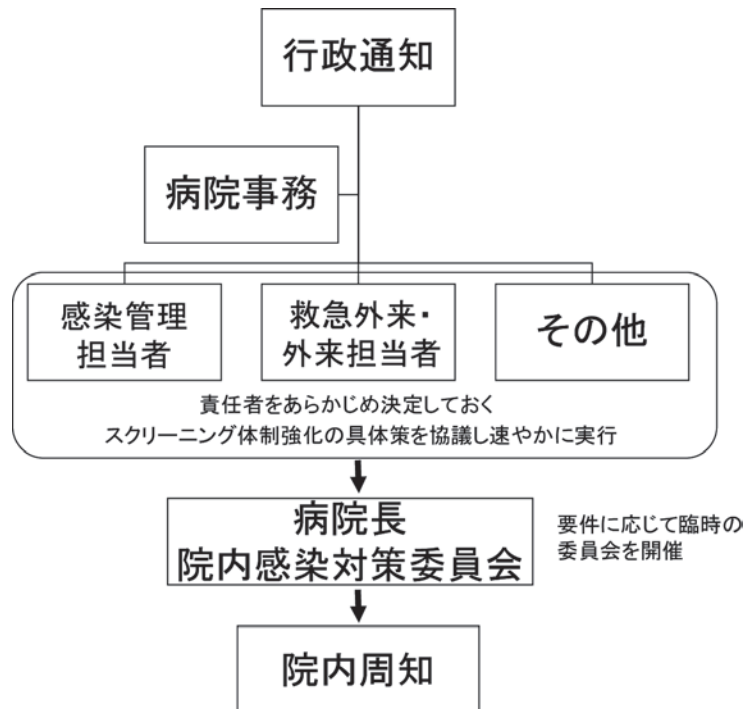 行政通知
病院事務
感染管理
担当者
救急外来・
外来担当者
その他
責任者をあらかじめ決定しておく
スクリーニング体制強化の具体策を協議し速やかに実行
病院長
院内感染対策委員会
要件に応じて臨時の
委員会を開催
院内周知